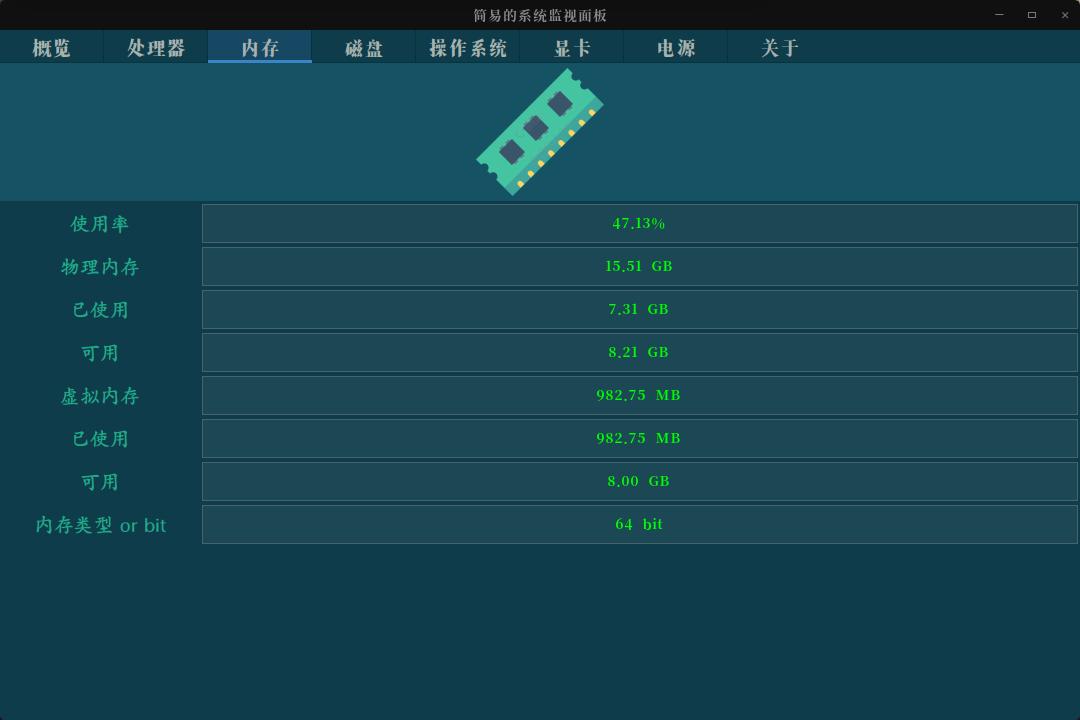 简易的系统监视面板
概览 处理器 内存 磁盘 操作系统 显卡 电源 关于
使用率 47.13%
物理内存 15.51 GB
已使用 7.31 GB
可用 8.21 GB
虚拟内存 982.75 MB
已使用 982.75 MB
可用 8.00 GB
内存类型 or bit 64 bit